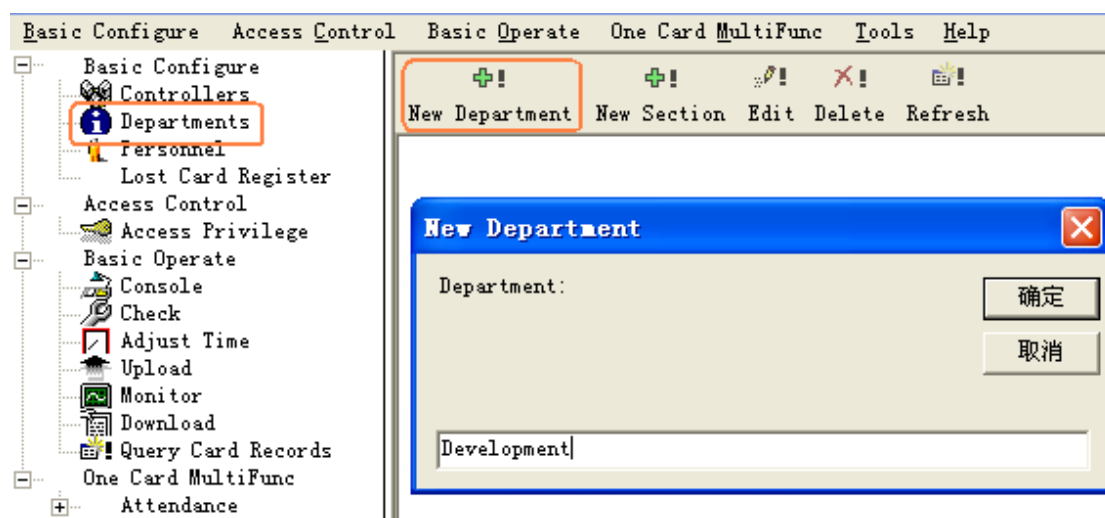 Basic Configure Access Control Basic Operate One Card MultiFunc Tools Help
Basic Configure
Controllers
Departments
Personnel
Lost Card Register
Access Control
Access Privilege
Basic Operate
Console
Check
Adjust Time
Upload
Monitor
Download
Query Card Records
One Card MultiFunc
Attendance
New Department New Section Edit Delete Refresh
New Department
Department:
确定
取消
Development